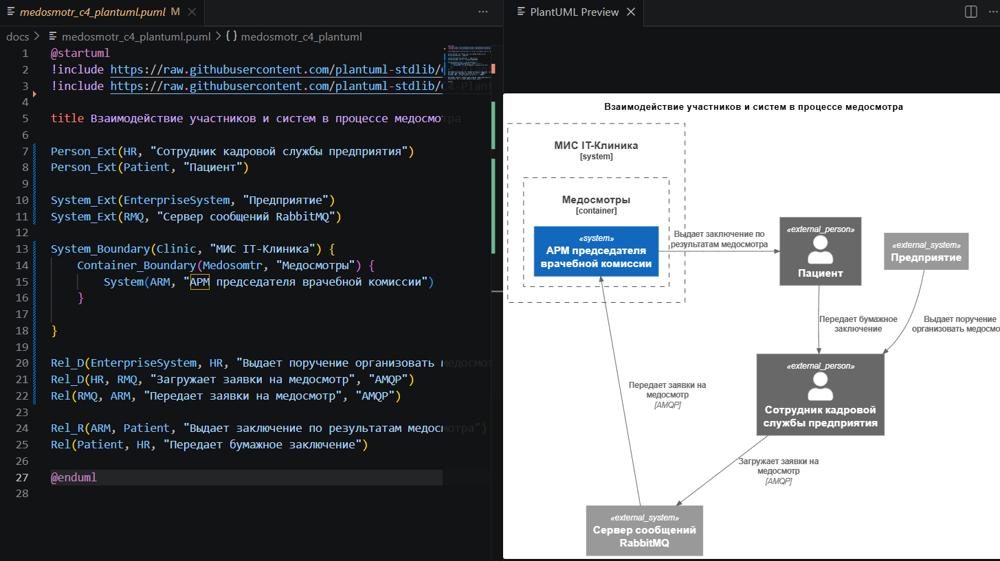 medosmotr_c4_plantuml.puml M
docs > medosmotr_c4_plantuml.puml > {} medosmotr_c4_plantuml
1 @startuml
2 !include https://raw.githubusercontent.com/plantuml-stdlib/
3 !include https://raw.githubusercontent.com/plantuml-stdlib/C4-Plant
4
5 title Взаимодействие участников и систем в процессе медосмотра
6
7 Person_Ext(HR, "Сотрудник кадровой службы предприятия")
8 Person_Ext(Patient, "Пациент")
9
10 System_Ext(EnterpriseSystem, "Предприятие")
11 System_Ext(RMQ, "Сервер сообщений RabbitMQ")
12
13 System_Boundary(Clinic, "МИС IT-Клиника") {
14 Container_Boundary(Medosomtr, "Медосмотры") {
15 System(ARM, "АРМ председателя врачебной комиссии")
16 }
17
18 }
19
20 Rel_D(EnterpriseSystem, HR, "Выдает поручение организовать медосмот
21 Rel_D(HR, RMQ, "Загружает заявки на медосмотр", "AMQP")
22 Rel(RMQ, ARM, "Передает заявки на медосмотр", "AMQP")
23
24 Rel_R(ARM, Patient, "Выдает заключение по результатам медосмотра")
25 Rel(Patient, HR, "Передает бумажное заключение")
26
27 @enduml
28
PlantUML Preview
Взаимодействие участников и систем в процессе медосмотра
МИС IT-Клиника
[system]
Медосмотры
[container]
«system»
АРМ председателя
врачебной комиссии
Выдает заключение по
результатам медосмотра
«external_person»
Пациент
«external_system»
Предприятие
Передает бумажное
заключение
Выдает поручение
организовать медосмо
«external_person»
Сотрудник кадровой
службы предприятия
Передает заявки на
медосмотр
[AMQP]
Загружает заявки на
медосмотр
[AMQP]
«external_system»
Сервер сообщений
RabbitMQ